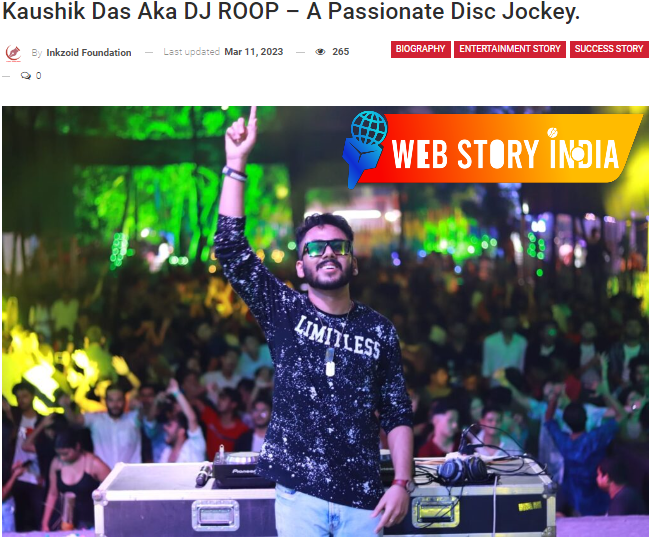 Kaushik Das Aka DJ ROOP – A Passionate Disc Jockey.
By Inkzoid Foundation — Last updated Mar 11, 2023 — 265
BIOGRAPHY ENTERTAINMENT STORY SUCCESS STORY
— 0
WEB STORY INDIA
LIMITLESS
Pioneer